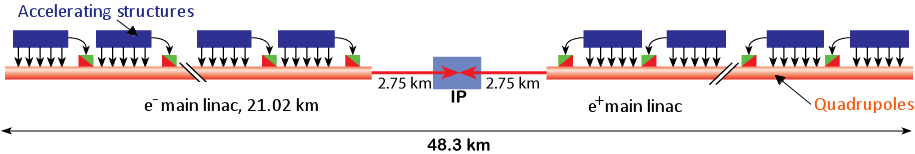 Accelerating structures
2.75 km
2.75 km
IP
e⁻ main linac, 21.02 km
e⁺ main linac
Quadrupoles
48.3 km